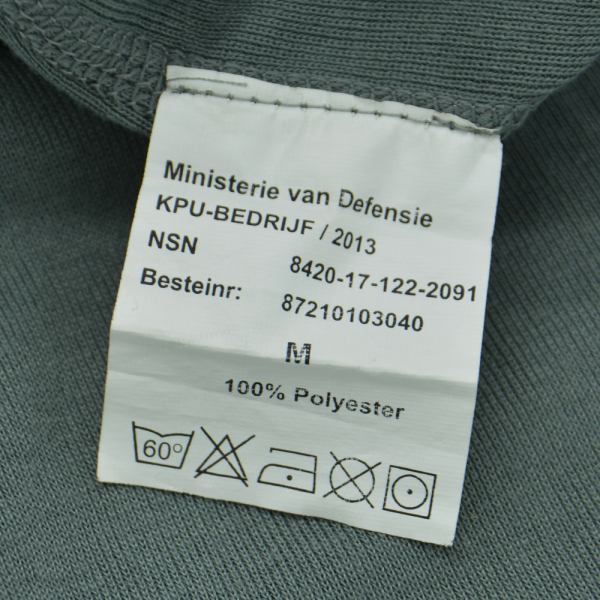 Ministerie van Defensie
KPU-BEDRIJF / 2013
NSN 8420-17-122-2091
Besteinr: 87210103040
M
100% Polyester
60°